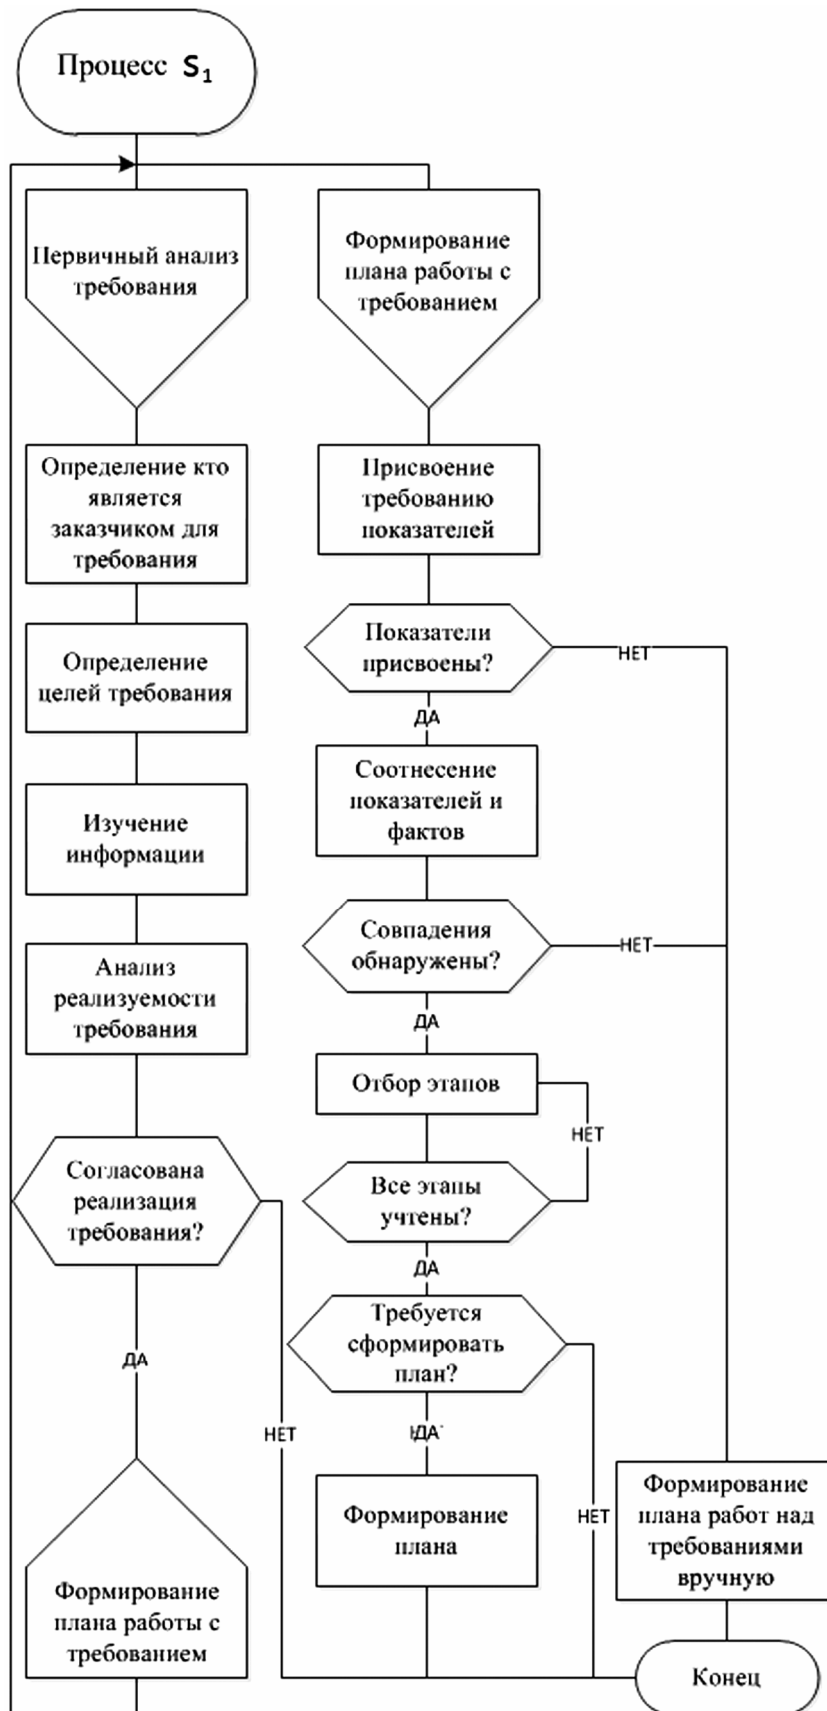 Процесс S₁
Первичный анализ
требования
Определение кто
является
заказчиком для
требования
Определение
целей требования
Изучение
информации
Анализ
реализуемости
требования
Согласована
реализация
требования?
ДА
НЕТ
Формирование
плана работы с
требованием
Формирование
плана работы с
требованием
Присвоение
требованию
показателей
Показатели
присвоены?
НЕТ
ДА
Соотнесение
показателей и
фактов
Совпадения
обнаружены?
НЕТ
ДА
Отбор этапов
НЕТ
Все этапы
учтены?
ДА
Требуется
сформировать
план?
ДА
НЕТ
Формирование
плана
Формирование
плана работ над
требованиями
вручную
Конец